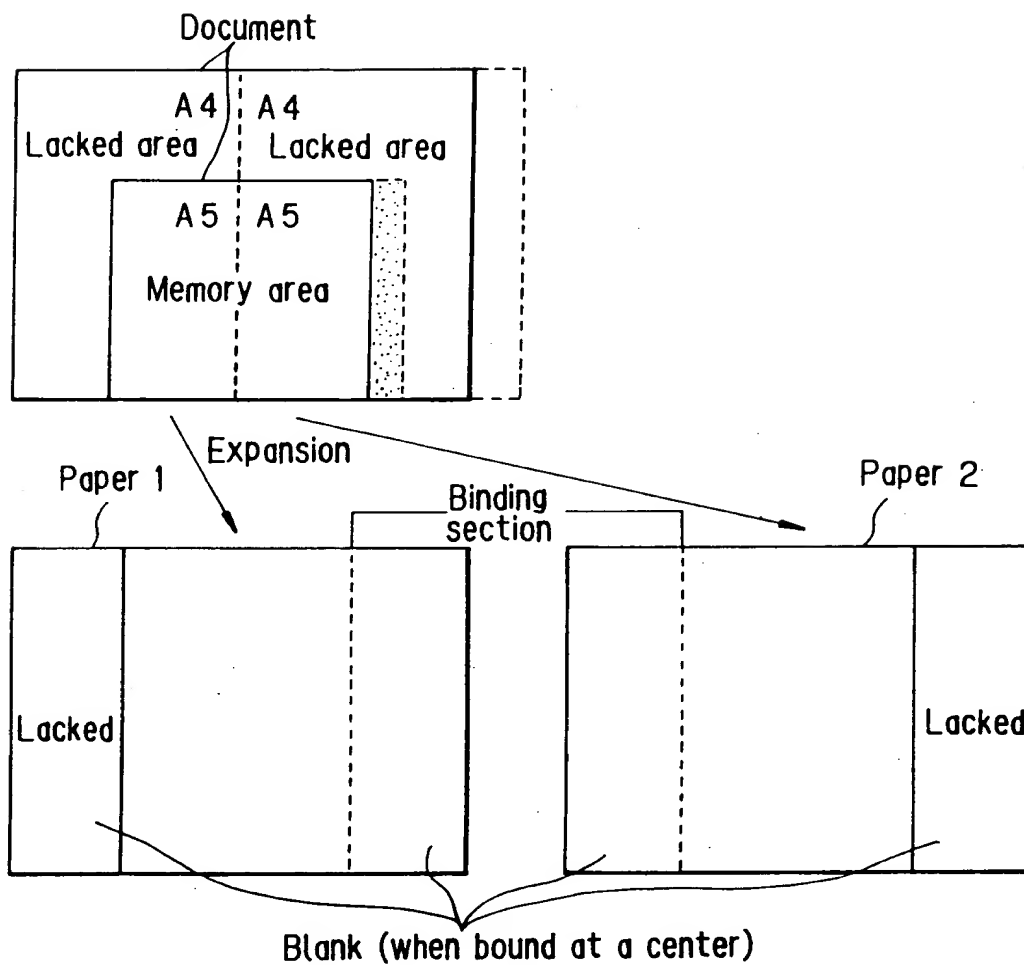 Document
A4 A4
Lacked area Lacked area
A5 A5
Memory area
Expansion
Paper 1
Paper 2
Binding
section
Lacked
Lacked
Blank (when bound at a center)